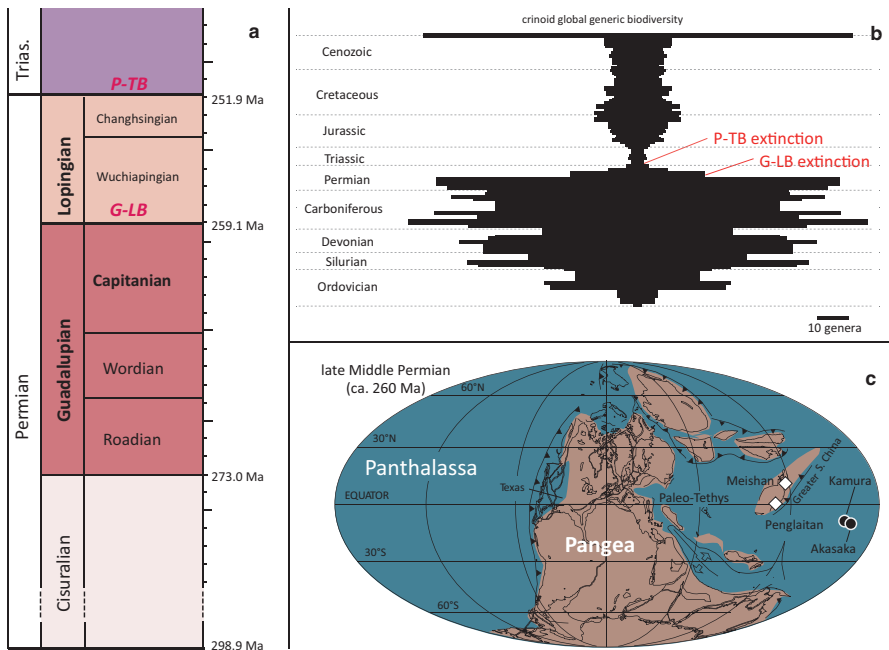 a
Trias.
P-TB
251.9 Ma
Changhsingian
Lopingian
Wuchiapingian
G-LB
259.1 Ma
Permian
Guadalupian
Capitanian
Wordian
Roadian
273.0 Ma
Cisuralian
298.9 Ma
crinoid global generic biodiversity
b
Cenozoic
Cretaceous
Jurassic
P-TB extinction
Triassic
G-LB extinction
Permian
Carboniferous
Devonian
Silurian
Ordovician
10 genera
late Middle Permian
(ca. 260 Ma)
c
60°N
30°N
Panthalassa
Texas
EQUATOR
Paleo-Tethys
Meishan
Greater S. China
Kamura
Penglaitan
Akasaka
Pangea
30°S
60°S